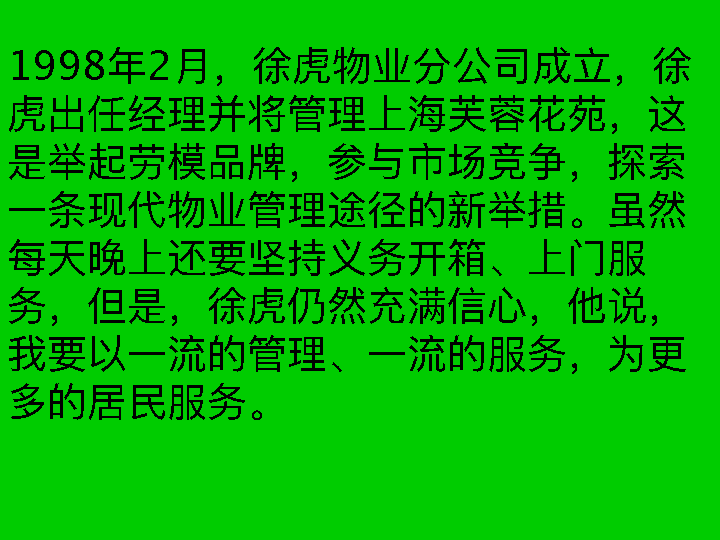 1998年2月，徐虎物业分公司成立，徐
虎出任经理并将管理上海芙蓉花苑，这
是举起劳模品牌，参与市场竞争，探索
一条现代物业管理途径的新举措。虽然
每天晚上还要坚持义务开箱、上门服
务，但是，徐虎仍然充满信心，他说，
我要以一流的管理、一流的服务，为更
多的居民服务。